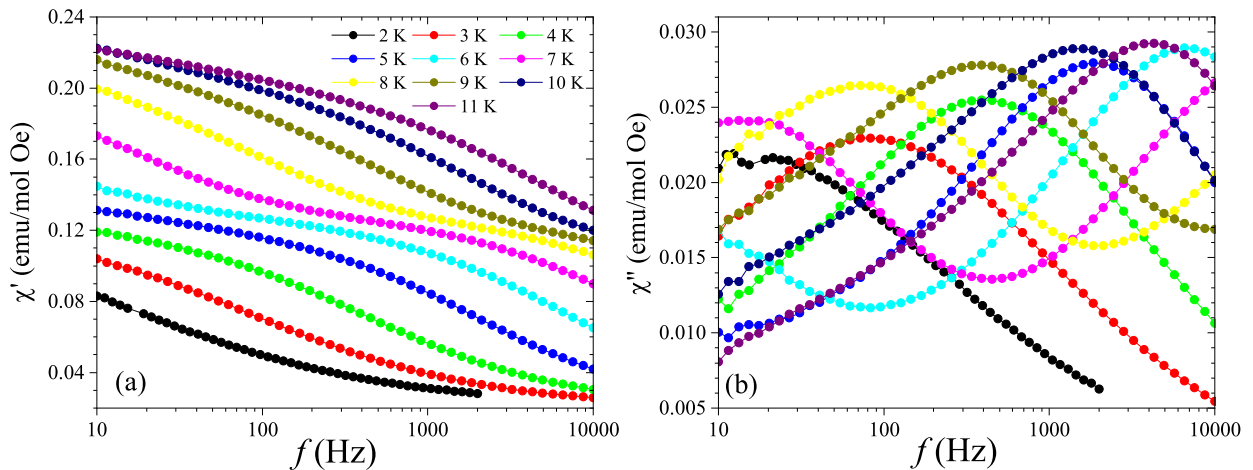 χ' (emu/mol Oe)
0.24
0.20
0.16
0.12
0.08
0.04
2 K 3 K 4 K
5 K 6 K 7 K
8 K 9 K 10 K
11 K
(a)
10 100 1000 10000
f (Hz)
χ'' (emu/mol Oe)
0.030
0.025
0.020
0.015
0.010
0.005
(b)
10 100 1000 10000
f (Hz)